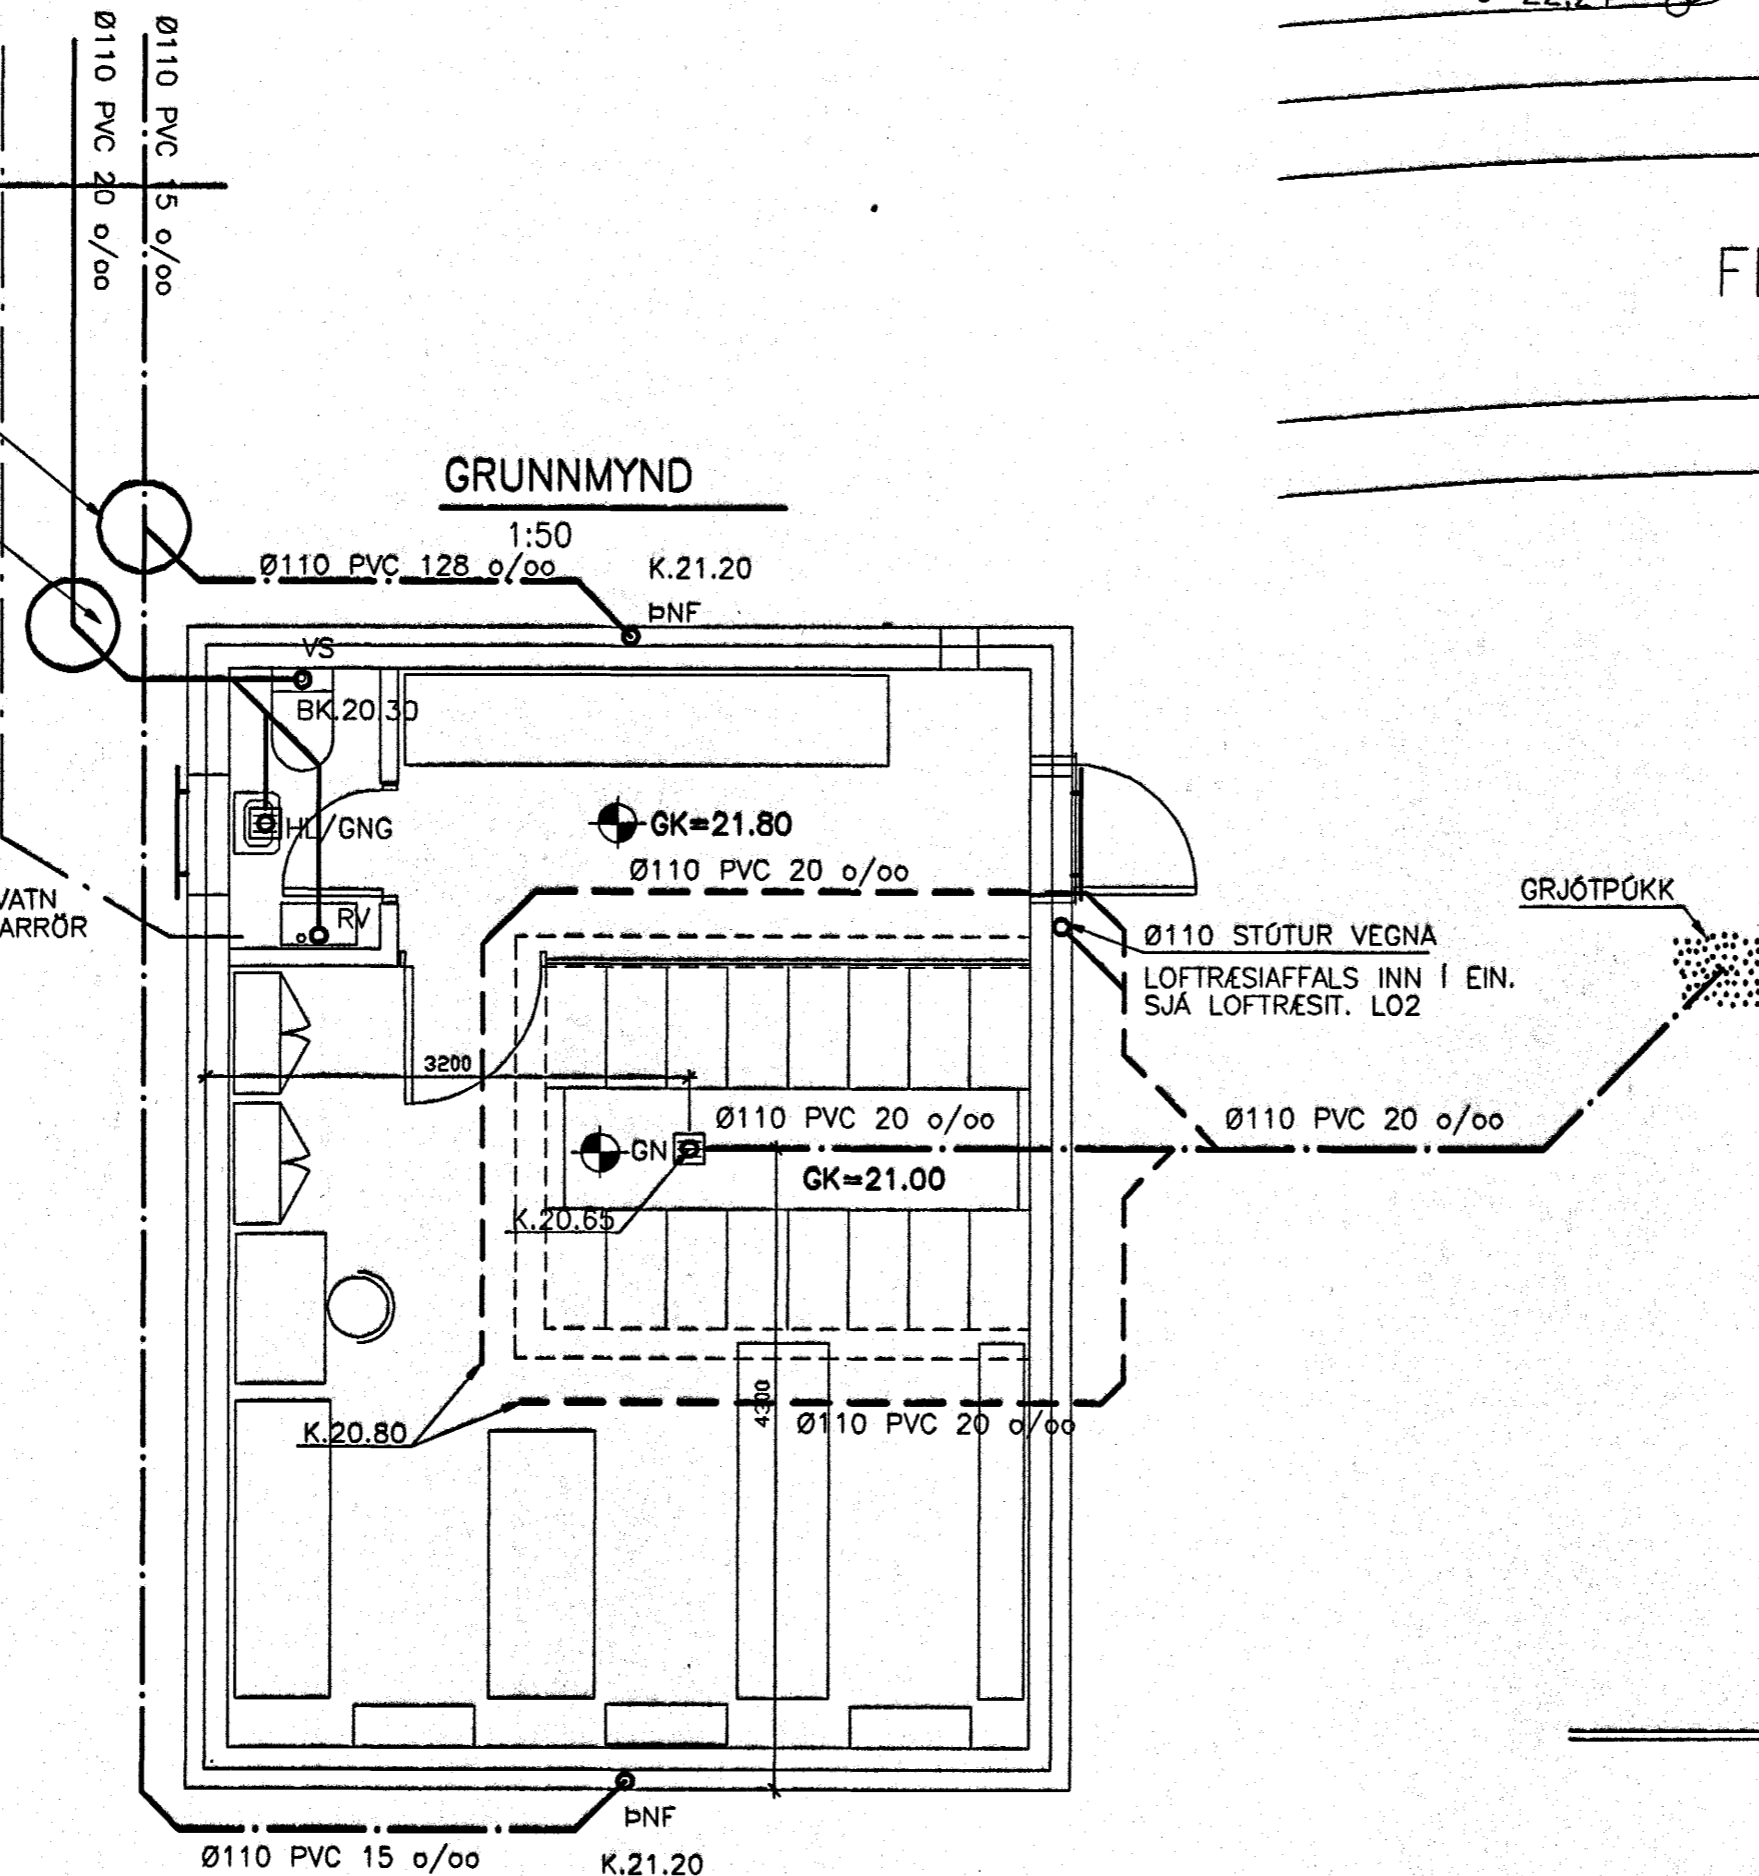 Ø110 PVC 20 o/oo
Ø110 PVC 15 o/oo
GRUNNMYND
1:50
Ø110 PVC 128 o/oo
K.21.20
ÞNF
VS
BK.20.30
HL/GNG
GK=21.80
Ø110 PVC 20 o/oo
VATN
ARRÖR
RV
GRJÓTPÚKK
Ø110 STÚTUR VEGNA
LOFTRÆSIAFFALS INN Í EIN.
SJÁ LOFTRÆSIT. L02
3200
Ø110 PVC 20 o/oo
Ø110 PVC 20 o/oo
GN
GK=21.00
K.20.65
4300
K.20.80
Ø110 PVC 20 o/oo
ÞNF
Ø110 PVC 15 o/oo
K.21.20